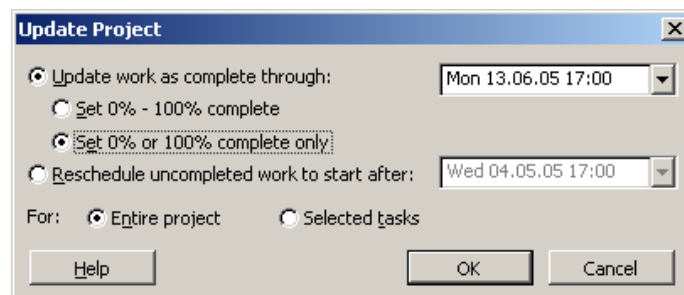 Update Project
Update work as complete through: Mon 13.06.05 17:00
Set 0% - 100% complete
Set 0% or 100% complete only
Reschedule uncompleted work to start after: Wed 04.05.05 17:00
For: Entire project Selected tasks
Help OK Cancel